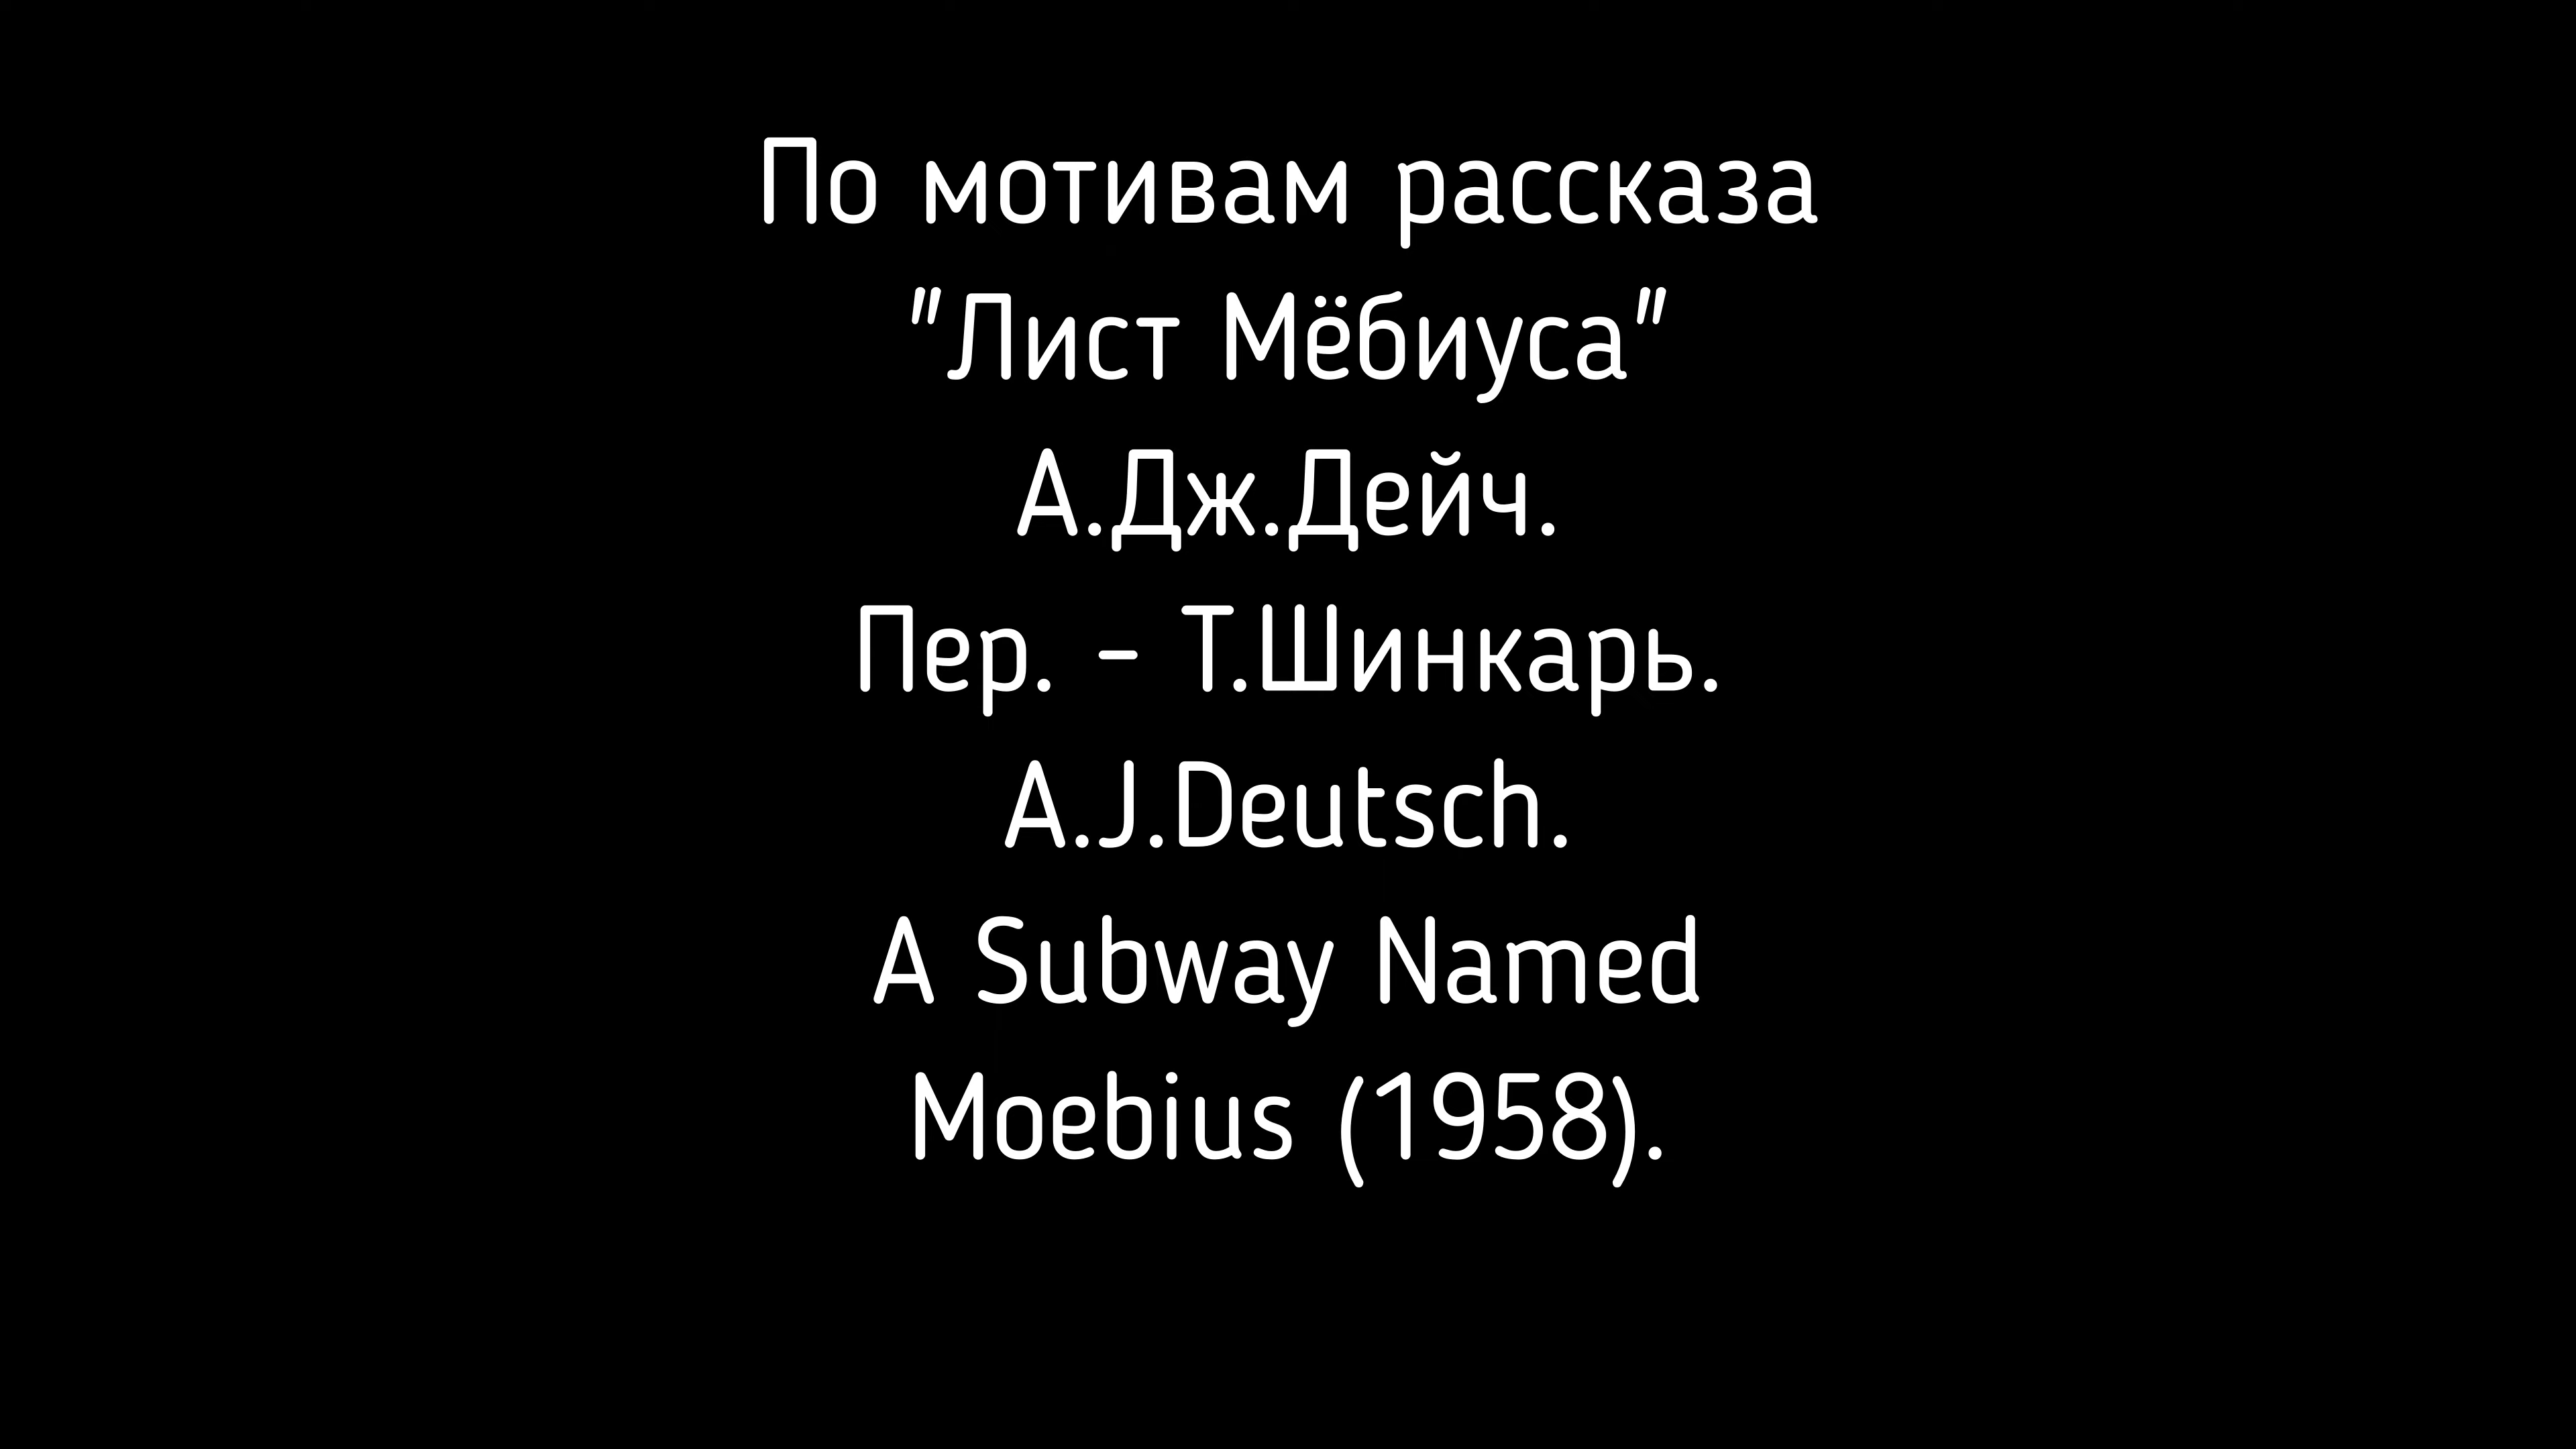 По мотивам рассказа
"Лист Мёбиуса"
А.Дж.Дейч.
Пер. - Т.Шинкарь.
A.J.Deutsch.
A Subway Named
Moebius (1958).